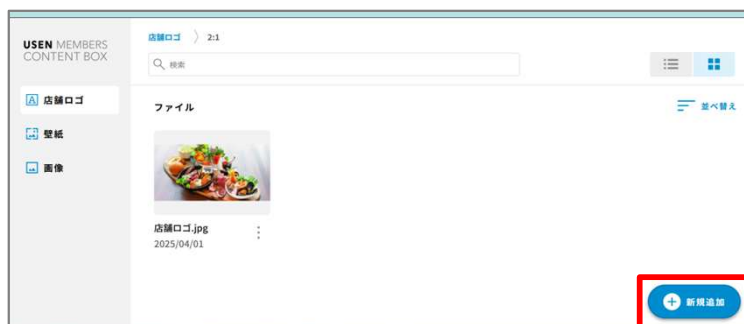 USEN MEMBERS
CONTENT BOX
店舗ロゴ
壁紙
画像
店舗ロゴ 〉 2:1
検索
ファイル
並べ替え
店舗ロゴ.jpg
2025/04/01
新規追加